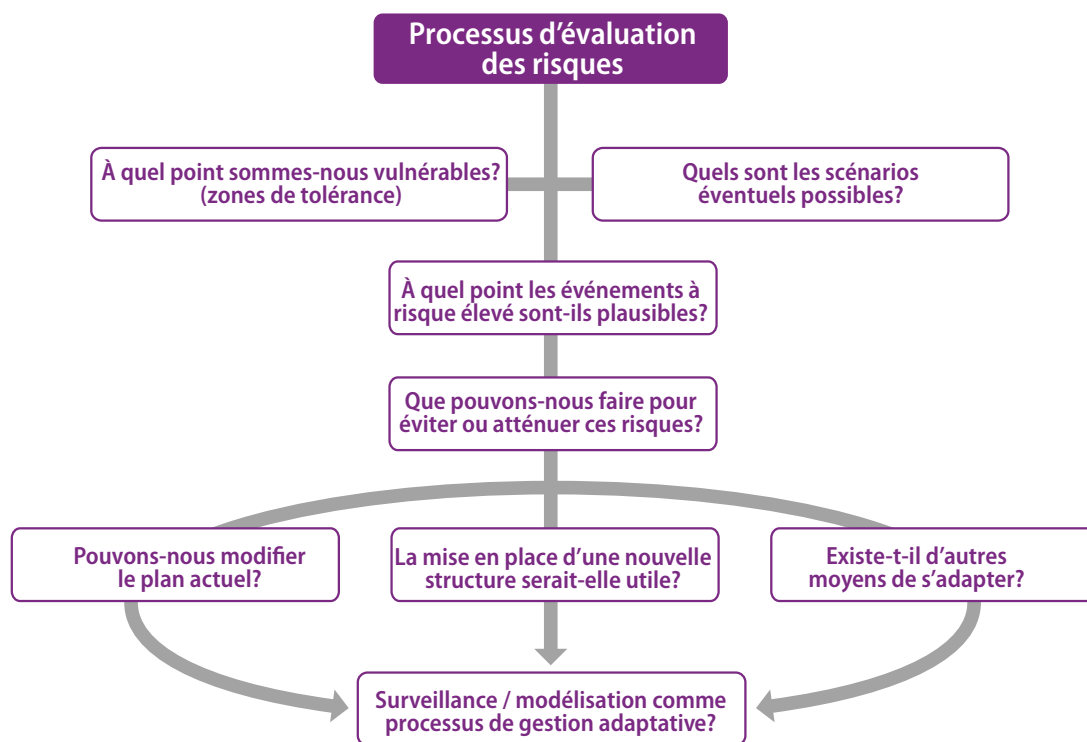 Processus d'évaluation
des risques
À quel point sommes-nous vulnérables?
(zones de tolérance)
Quels sont les scénarios
éventuels possibles?
À quel point les événements à
risque élevé sont-ils plausibles?
Que pouvons-nous faire pour
éviter ou atténuer ces risques?
Pouvons-nous modifier
le plan actuel?
La mise en place d'une nouvelle
structure serait-elle utile?
Existe-t-il d'autres
moyens de s'adapter?
Surveillance / modélisation comme
processus de gestion adaptative?